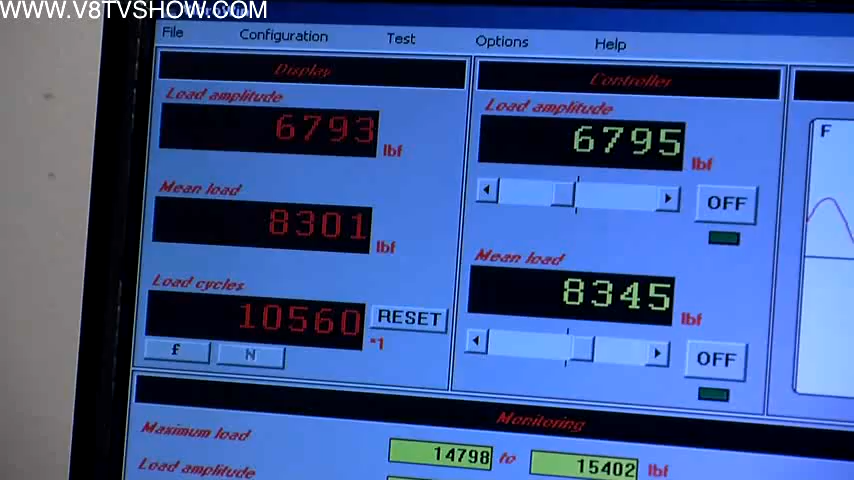 WWW.V8TVSHOW.COM
File Configuration Test Options Help
Display
Load amplitude
6793 lbf
Mean load
8301 lbf
Load cycles
10560 *1
RESET
f N
Controller
Load amplitude
6795 lbf
OFF
Mean load
8345 lbf
OFF
F
Monitoring
Maximum load 14798 to 15402 lbf
Load amplitude